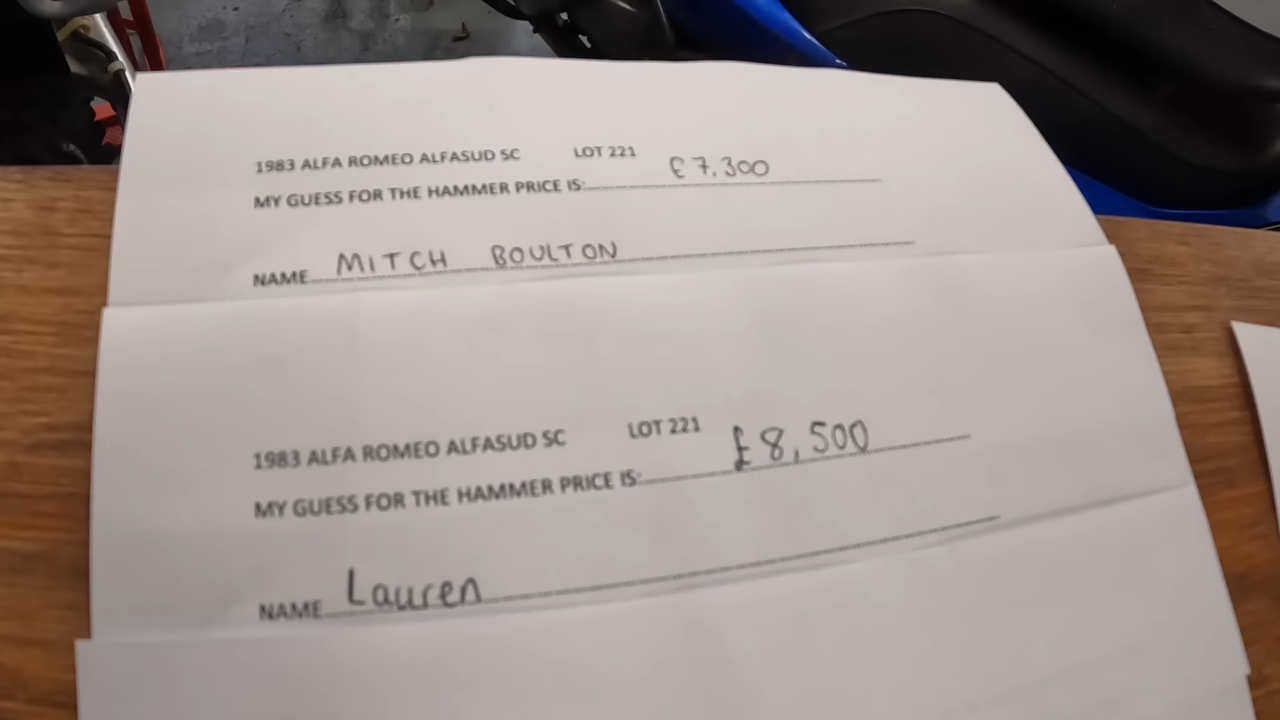 1983 ALFA ROMEO ALFASUD SC LOT 221
MY GUESS FOR THE HAMMER PRICE IS: £7,300
NAME MITCH BOULTON
1983 ALFA ROMEO ALFASUD SC LOT 221
MY GUESS FOR THE HAMMER PRICE IS: £8,500
NAME Lauren